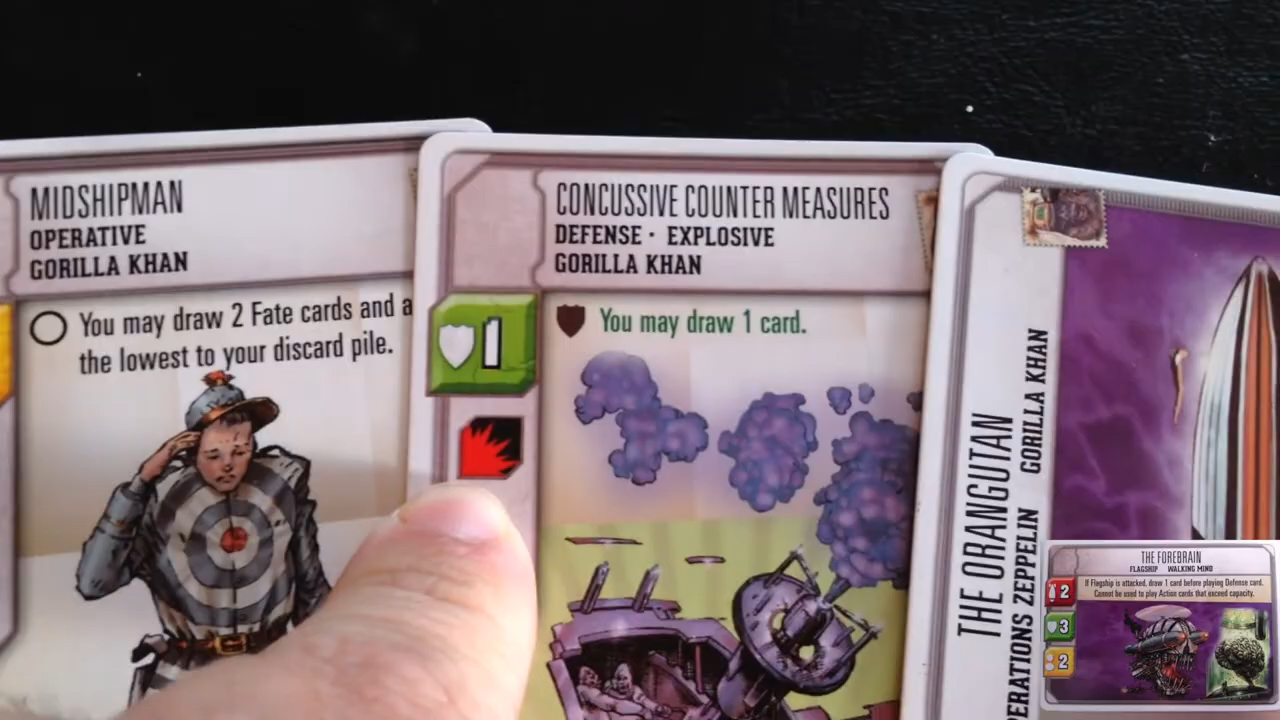 MIDSHIPMAN
OPERATIVE
GORILLA KHAN
You may draw 2 Fate cards and a
the lowest to your discard pile.
CONCUSSIVE COUNTER MEASURES
DEFENSE · EXPLOSIVE
GORILLA KHAN
1
You may draw 1 card.
THE ORANGUTAN
OPERATIONS ZEPPELIN GORILLA KHAN
THE FOREBRAIN
FLAGSHIP WALKING MIND
If Flagship is attacked, draw 1 card before playing Defense card.
Cannot be used to play Action cards that exceed capacity.
2
3
2